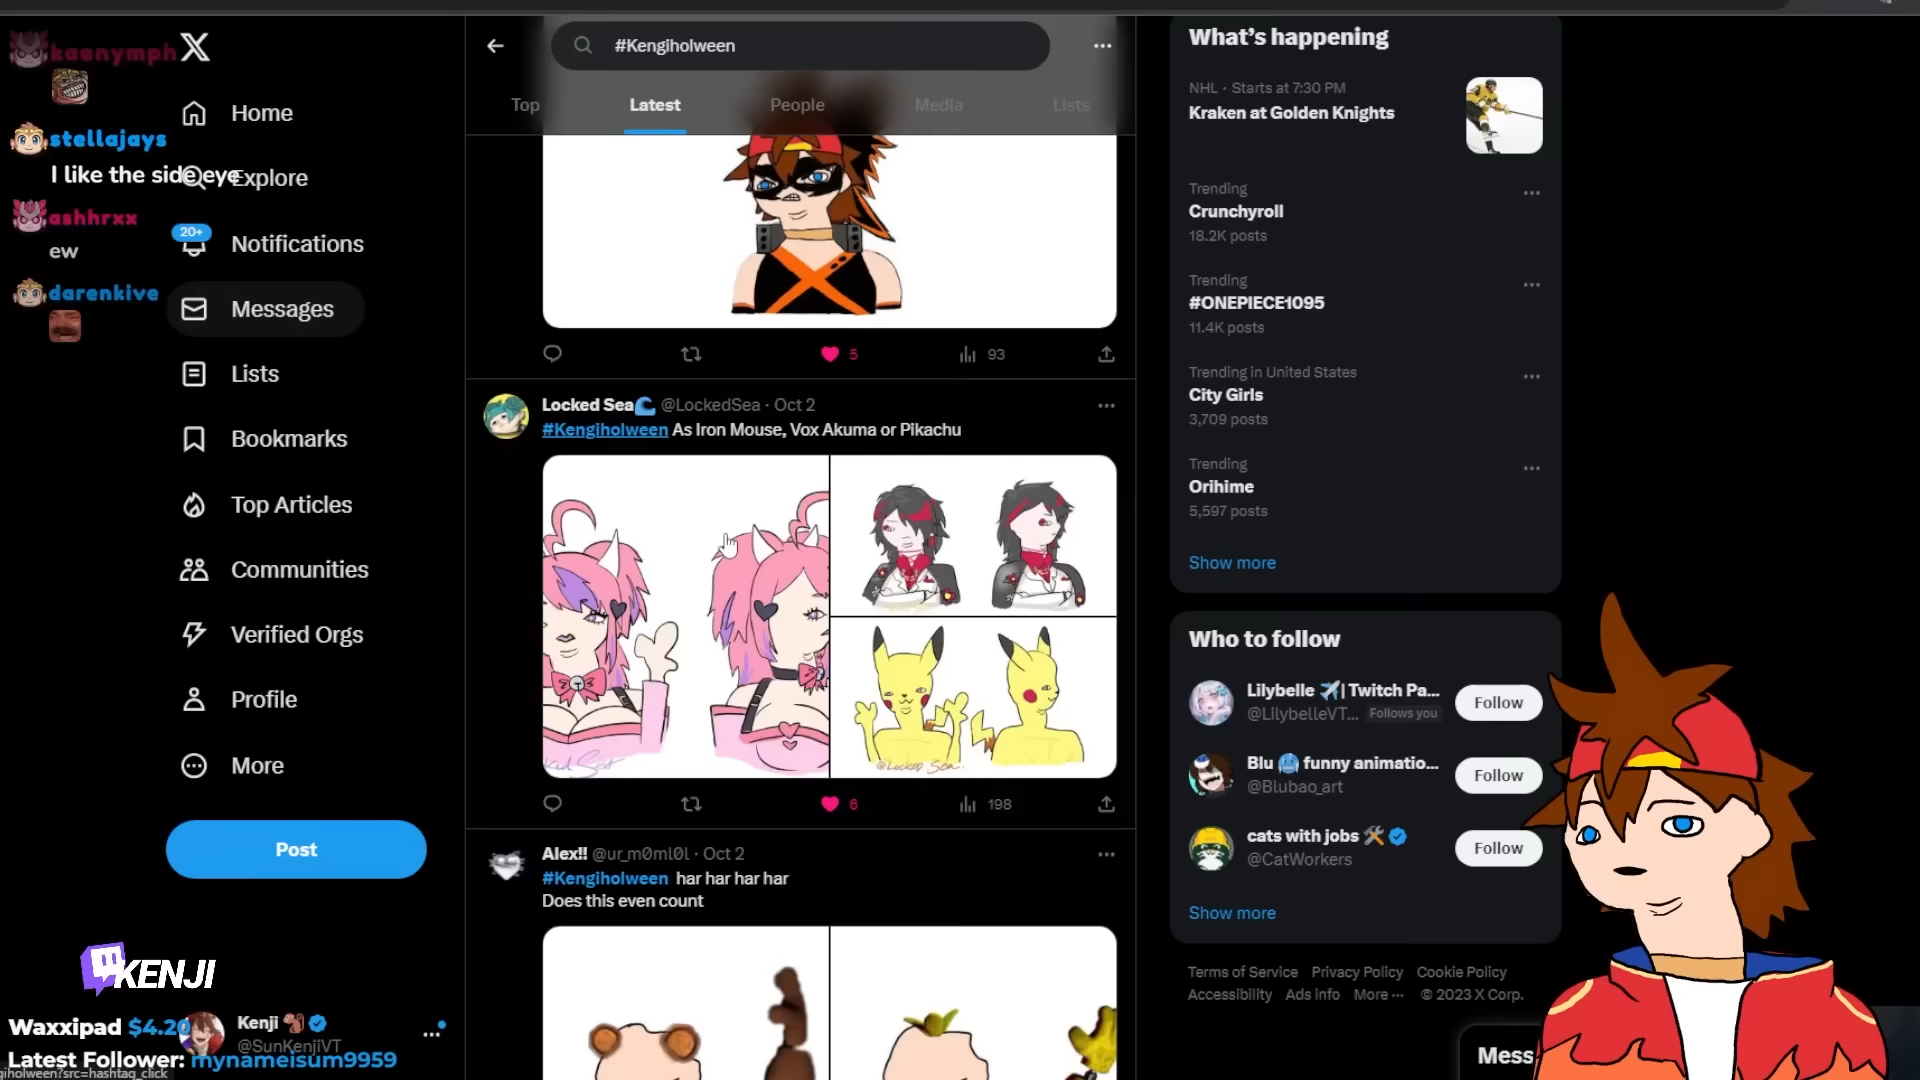 kaenymph
stellajays
I like the side eye
ashhrxx
ew
darenkive
Home
Explore
20+
Notifications
Messages
Lists
Bookmarks
Top Articles
Communities
Verified Orgs
Profile
More
Post
KENJI
Waxxipad $4.20
Kenji
@SunKenjiVT
Latest Follower: mynameisum9959
giholween?src=hashtag_click
#Kengiholween
Top
Latest
People
Media
Lists
5
93
Locked Sea @LockedSea · Oct 2
#Kengiholween As Iron Mouse, Vox Akuma or Pikachu
@Locked Sea
6
198
Alex!! @ur_m0ml0l · Oct 2
#Kengiholween har har har har
Does this even count
What's happening
NHL · Starts at 7:30 PM
Kraken at Golden Knights
Trending
Crunchyroll
18.2K posts
Trending
#ONEPIECE1095
11.4K posts
Trending in United States
City Girls
3,709 posts
Trending
Orihime
5,597 posts
Show more
Who to follow
Lilybelle | Twitch Pa...
@LilybelleVT... Follows you
Follow
Blu funny animatio...
@Blubao_art
Follow
cats with jobs
@CatWorkers
Follow
Show more
Terms of Service Privacy Policy Cookie Policy
Accessibility Ads info More ··· © 2023 X Corp.
Mess